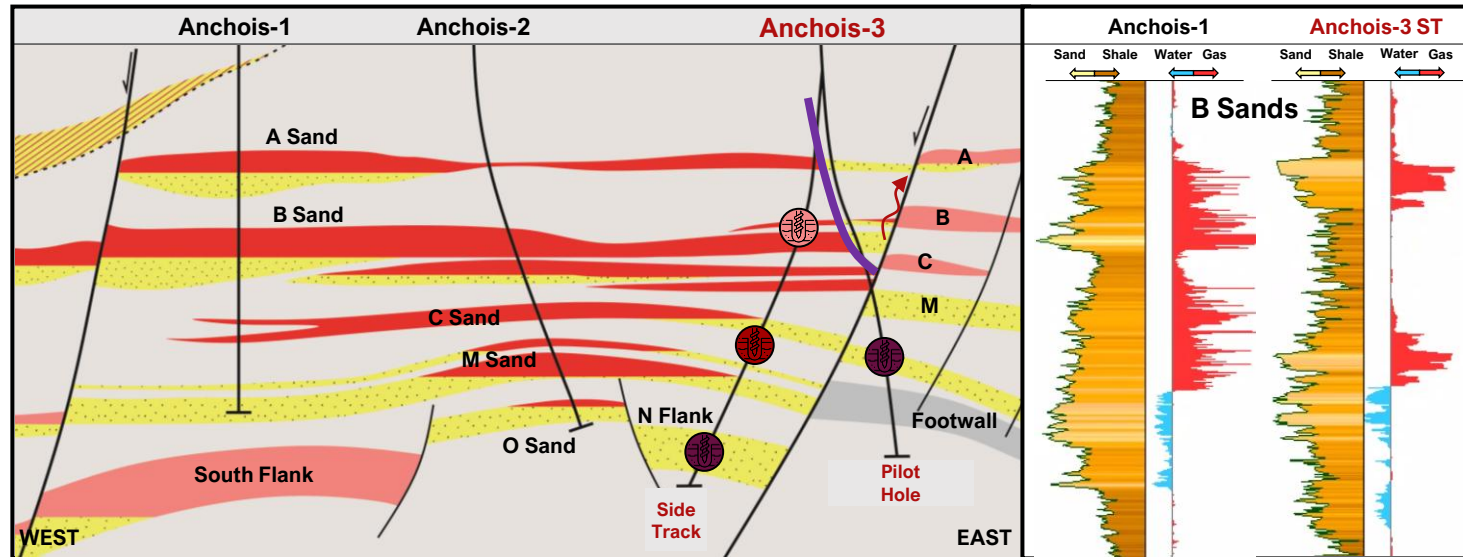 Anchois-1
Anchois-2
Anchois-3
A Sand
A
B Sand
B
C
C Sand
M
M Sand
N Flank
Footwall
O Sand
South Flank
Pilot
Hole
Side
Track
WEST
EAST
Anchois-1
Anchois-3 ST
Sand Shale Water Gas
Sand Shale Water Gas
B Sands